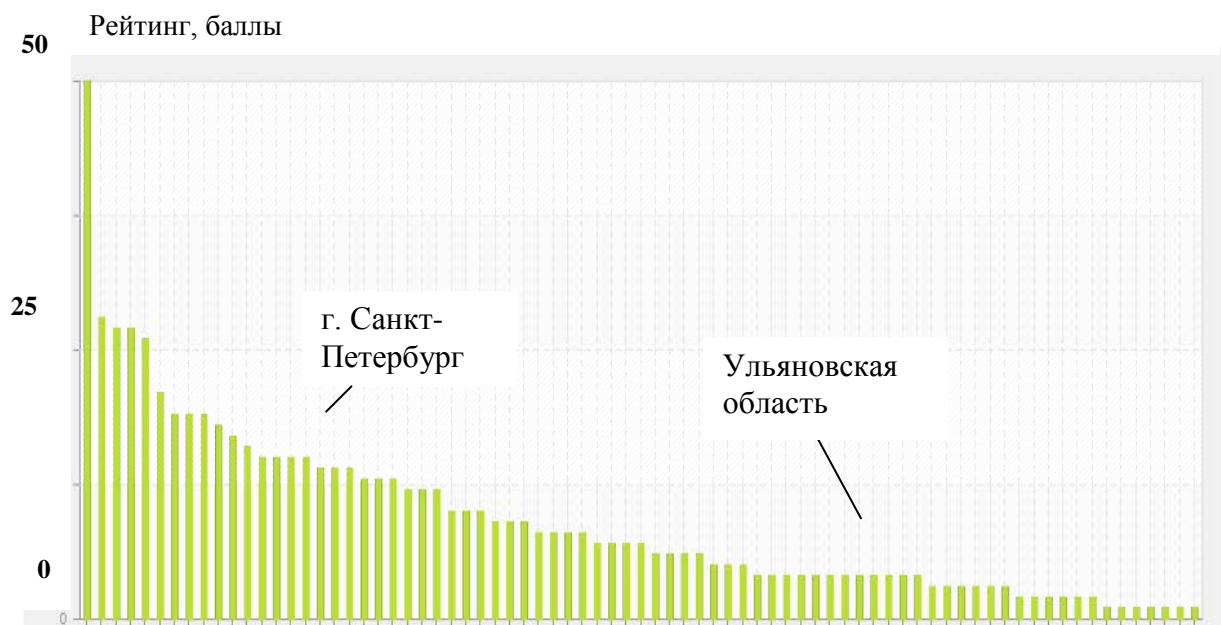 Рейтинг, баллы
50
25
г. Санкт-
Петербург
Ульяновская
область
0
0